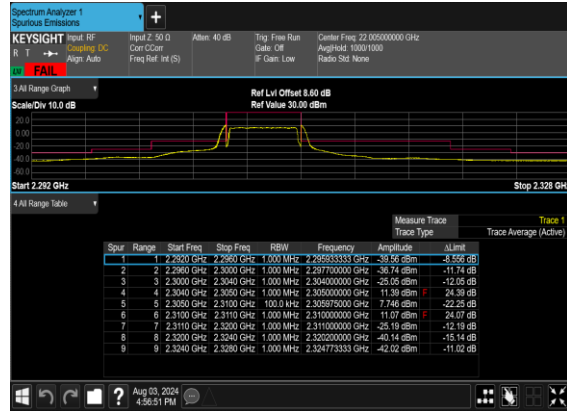 Spectrum Analyzer 1
Spurious Emissions
KEYSIGHT Input: RF Input Z: 50 Ω Atten: 40 dB Trig: Free Run Center Freq: 22.005000000 GHz
R T Coupling: DC Corr CCorr Gate: Off Avg|Hold: 1000/1000
Align: Auto Freq Ref: Int (S) IF Gain: Low Radio Std: None
FAIL
3 All Range Graph
Ref Lvl Offset 8.60 dB
Scale/Div 10.0 dB Ref Value 30.00 dBm
20.0
0.00
-20.0
-40.0
-60.0
Start 2.292 GHz Stop 2.328 GH
4 All Range Table
Measure Trace Trace 1
Trace Type Trace Average (Active)
Spur Range Start Freq Stop Freq RBW Frequency Amplitude ΔLimit
1 1 2.2920 GHz 2.2960 GHz 1.000 MHz 2.295933333 GHz -39.56 dBm -8.556 dB
2 2 2.2960 GHz 2.3000 GHz 1.000 MHz 2.297700000 GHz -36.74 dBm -11.74 dB
3 3 2.3000 GHz 2.3040 GHz 1.000 MHz 2.304000000 GHz -25.05 dBm -12.05 dB
4 4 2.3040 GHz 2.3050 GHz 1.000 MHz 2.305000000 GHz 11.39 dBm F 24.39 dB
5 5 2.3050 GHz 2.3100 GHz 100.0 kHz 2.305975000 GHz 7.746 dBm -22.25 dB
6 6 2.3100 GHz 2.3110 GHz 1.000 MHz 2.310000000 GHz 11.07 dBm F 24.07 dB
7 7 2.3110 GHz 2.3200 GHz 1.000 MHz 2.311000000 GHz -25.19 dBm -12.19 dB
8 8 2.3200 GHz 2.3240 GHz 1.000 MHz 2.320200000 GHz -40.14 dBm -15.14 dB
9 9 2.3240 GHz 2.3280 GHz 1.000 MHz 2.324773333 GHz -42.02 dBm -11.02 dB
Aug 03, 2024
4:56:51 PM